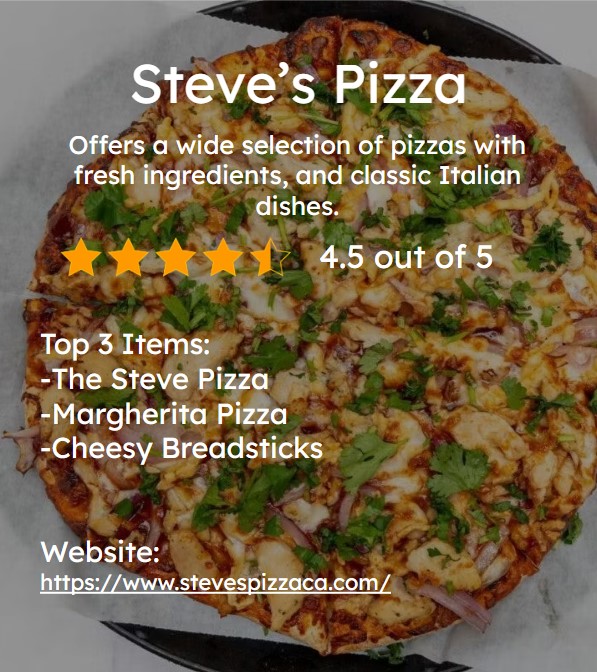 Steve’s Pizza
Offers a wide selection of pizzas with
fresh ingredients, and classic Italian
dishes.
4.5 out of 5
Top 3 Items:
-The Steve Pizza
-Margherita Pizza
-Cheesy Breadsticks
Website:
https://www.stevespizzaca.com/